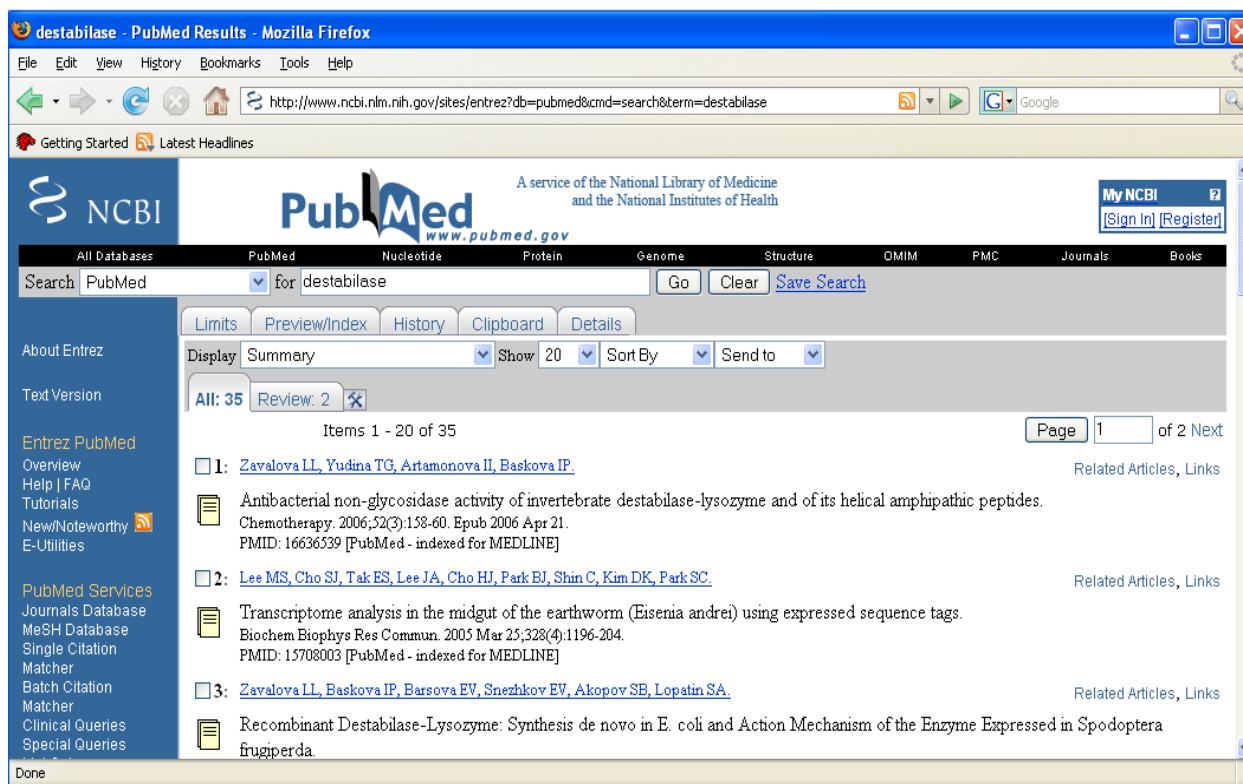 destabilase - PubMed Results - Mozilla Firefox
File Edit View History Bookmarks Tools Help
http://www.ncbi.nlm.nih.gov/sites/entrez?db=pubmed&cmd=search&term=destabilase
G Google
Getting Started Latest Headlines
NCBI
PubMed
www.pubmed.gov
A service of the National Library of Medicine
and the National Institutes of Health
My NCBI ?
[Sign In] [Register]
All Databases PubMed Nucleotide Protein Genome Structure OMIM PMC Journals Books
Search PubMed for destabilase Go Clear Save Search
Limits Preview/Index History Clipboard Details
Display Summary Show 20 Sort By Send to
All: 35 Review: 2
Items 1 - 20 of 35 Page 1 of 2 Next
About Entrez
Text Version
Entrez PubMed
Overview
Help | FAQ
Tutorials
New/Noteworthy
E-Utilities
PubMed Services
Journals Database
MeSH Database
Single Citation
Matcher
Batch Citation
Matcher
Clinical Queries
Special Queries
1: Zavalova LL, Yudina TG, Artamonova II, Baskova IP. Related Articles, Links
Antibacterial non-glycosidase activity of invertebrate destabilase-lysozyme and of its helical amphipathic peptides.
Chemotherapy. 2006;52(3):158-60. Epub 2006 Apr 21.
PMID: 16636539 [PubMed - indexed for MEDLINE]
2: Lee MS, Cho SJ, Tak ES, Lee JA, Cho HJ, Park BJ, Shin C, Kim DK, Park SC. Related Articles, Links
Transcriptome analysis in the midgut of the earthworm (Eisenia andrei) using expressed sequence tags.
Biochem Biophys Res Commun. 2005 Mar 25;328(4):1196-204.
PMID: 15708003 [PubMed - indexed for MEDLINE]
3: Zavalova LL, Baskova IP, Barsova EV, Snezhkov EV, Akopov SB, Lopatin SA. Related Articles, Links
Recombinant Destabilase-Lysozyme: Synthesis de novo in E. coli and Action Mechanism of the Enzyme Expressed in Spodoptera
frugiperda.
Done